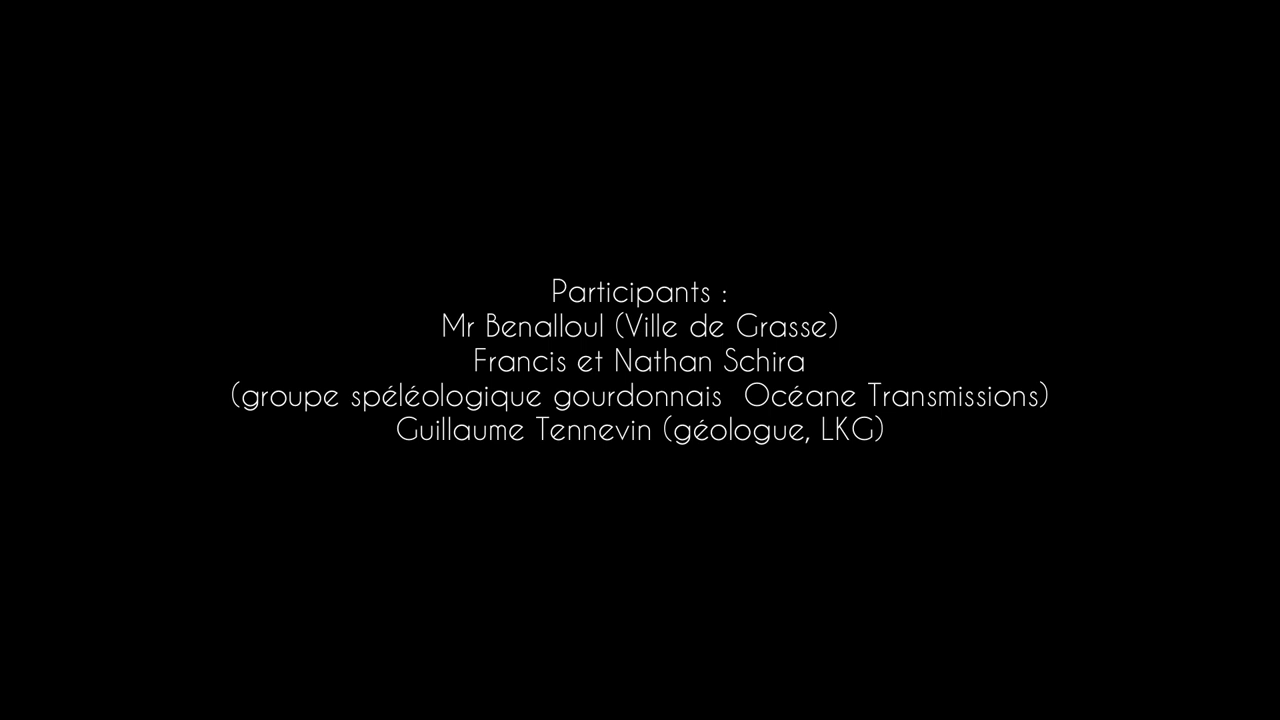 Participants :
Mr Benalloul (Ville de Grasse)
Francis et Nathan Schira
(groupe spéléologique gourdonnais  Océane Transmissions)
Guillaume Tennevin (géologue, LKG)